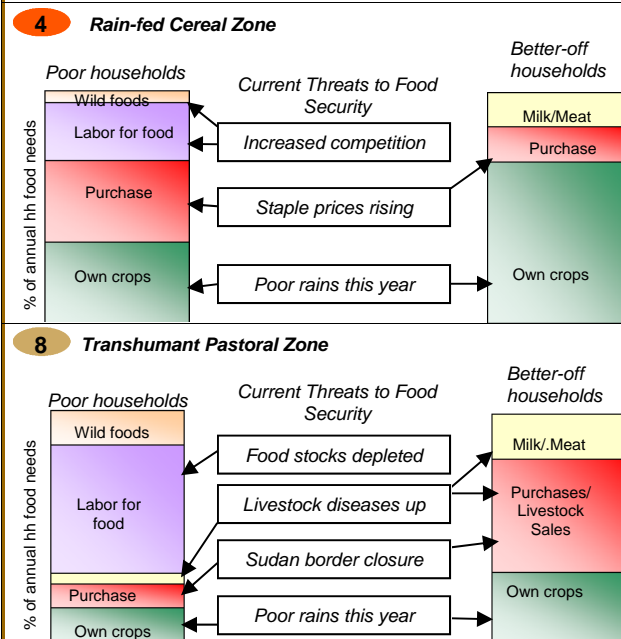 4 Rain-fed Cereal Zone
Poor households
Current Threats to Food
Security
Better-off
households
% of annual hh food needs
Wild foods
Labor for food
Purchase
Own crops
Increased competition
Staple prices rising
Poor rains this year
Milk/Meat
Purchase
Own crops
8 Transhumant Pastoral Zone
Poor households
Current Threats to Food
Security
Better-off
households
% of annual hh food needs
Wild foods
Labor for
food
Purchase
Own crops
Food stocks depleted
Livestock diseases up
Sudan border closure
Poor rains this year
Milk/.Meat
Purchases/
Livestock
Sales
Own crops